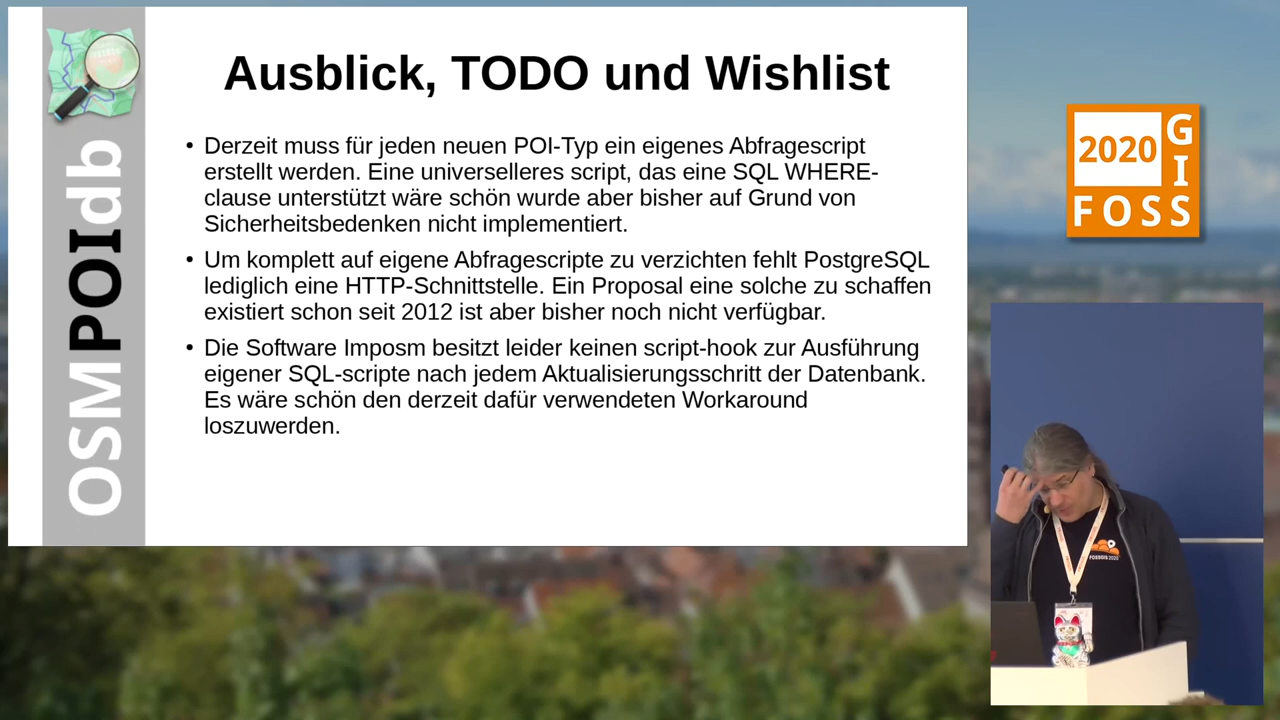 Ausblick, TODO und Wishlist
• Derzeit muss für jeden neuen POI-Typ ein eigenes Abfragescript
erstellt werden. Eine universelleres script, das eine SQL WHERE-
clause unterstützt wäre schön wurde aber bisher auf Grund von
Sicherheitsbedenken nicht implementiert.
• Um komplett auf eigene Abfragescripte zu verzichten fehlt PostgreSQL
lediglich eine HTTP-Schnittstelle. Ein Proposal eine solche zu schaffen
existiert schon seit 2012 ist aber bisher noch nicht verfügbar.
• Die Software Imposm besitzt leider keinen script-hook zur Ausführung
eigener SQL-scripte nach jedem Aktualisierungsschritt der Datenbank.
Es wäre schön den derzeit dafür verwendeten Workaround
loszuwerden.
OSMPOIdb
2020
FOSS
GIS
FOSSGIS 2020